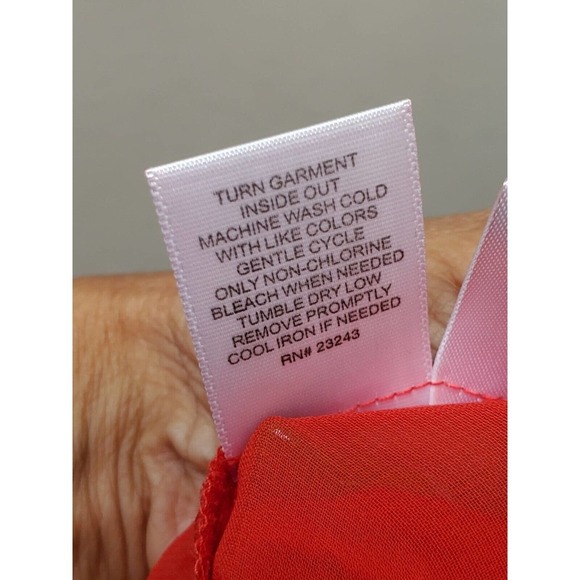 TURN GARMENT
INSIDE OUT
MACHINE WASH COLD
WITH LIKE COLORS
GENTLE CYCLE
ONLY NON-CHLORINE
BLEACH WHEN NEEDED
TUMBLE DRY LOW
REMOVE PROMPTLY
COOL IRON IF NEEDED
RN# 23243